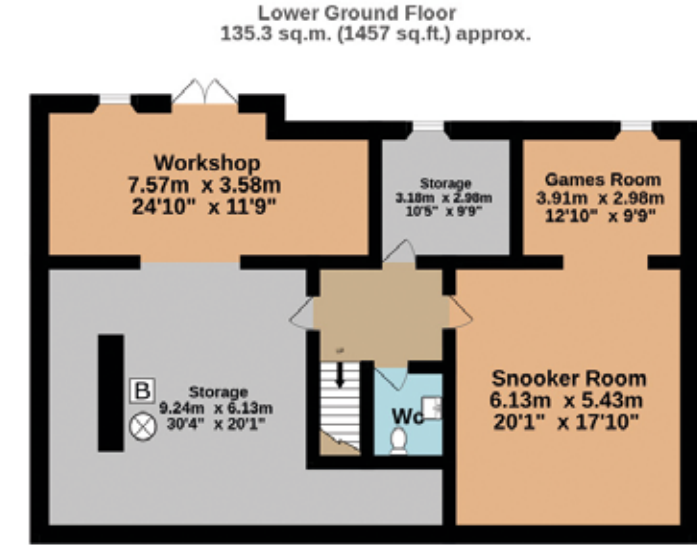 Lower Ground Floor
135.3 sq.m. (1457 sq.ft.) approx.
Workshop
7.57m x 3.58m
24'10" x 11'9"
Storage
3.18m x 2.98m
10'5" x 9'9"
Games Room
3.91m x 2.98m
12'10" x 9'9"
B
Storage
9.24m x 6.13m
30'4" x 20'1"
Wc
Snooker Room
6.13m x 5.43m
20'1" x 17'10"